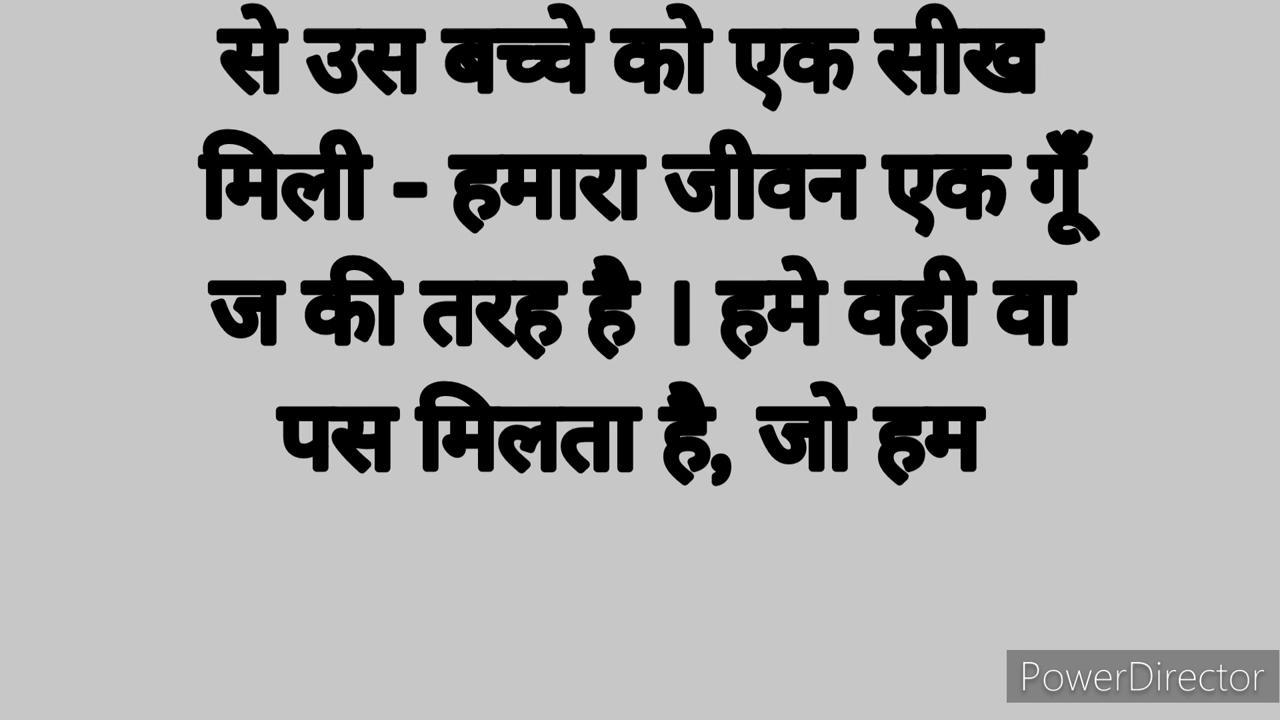 से उस बच्चे को एक सीख
मिली - हमारा जीवन एक गूँ
ज की तरह है । हमे वही वा
पस मिलता है, जो हम
PowerDirector